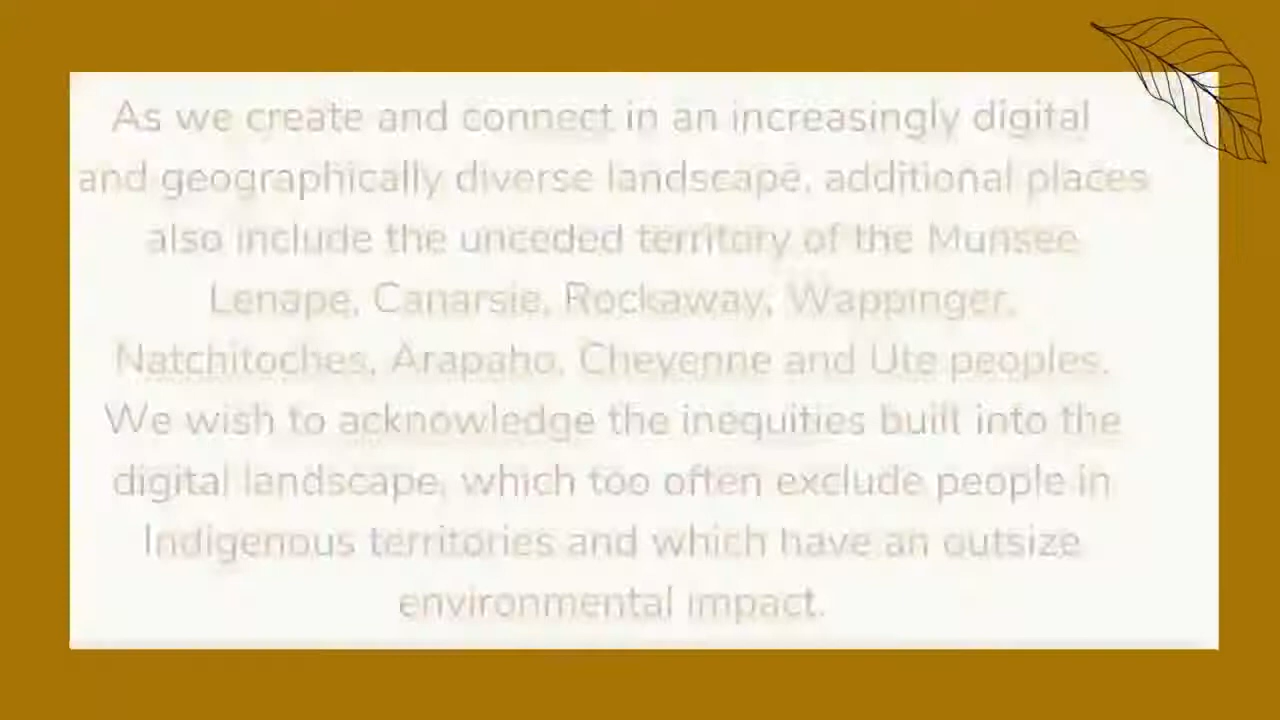 As we create and connect in an increasingly digital
and geographically diverse landscape, additional places
also include the unceded territory of the Munsee
Lenape, Canarsie, Rockaway, Wappinger,
Natchitoches, Arapaho, Cheyenne and Ute peoples.
We wish to acknowledge the inequities built into the
digital landscape, which too often exclude people in
Indigenous territories and which have an outsize
environmental impact.